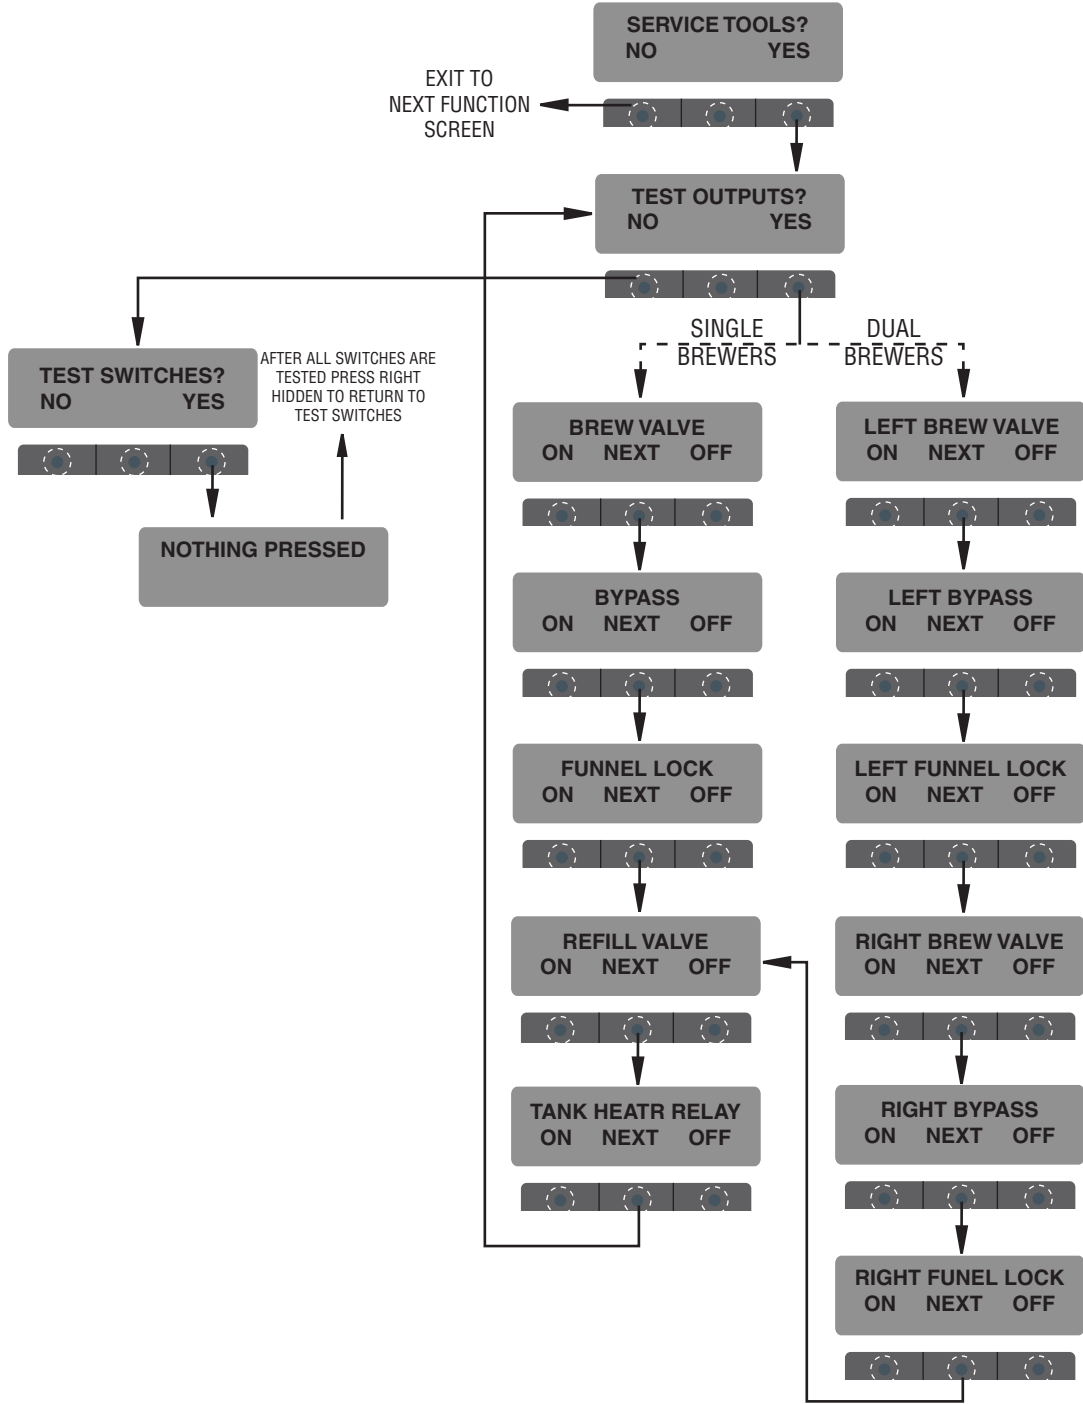 SERVICE TOOLS?
NO YES
EXIT TO
NEXT FUNCTION
SCREEN
TEST OUTPUTS?
NO YES
TEST SWITCHES?
NO YES
AFTER ALL SWITCHES ARE
TESTED PRESS RIGHT
HIDDEN TO RETURN TO
TEST SWITCHES
NOTHING PRESSED
SINGLE
BREWERS
DUAL
BREWERS
BREW VALVE
ON NEXT OFF
BYPASS
ON NEXT OFF
FUNNEL LOCK
ON NEXT OFF
REFILL VALVE
ON NEXT OFF
TANK HEATR RELAY
ON NEXT OFF
LEFT BREW VALVE
ON NEXT OFF
LEFT BYPASS
ON NEXT OFF
LEFT FUNNEL LOCK
ON NEXT OFF
RIGHT BREW VALVE
ON NEXT OFF
RIGHT BYPASS
ON NEXT OFF
RIGHT FUNEL LOCK
ON NEXT OFF